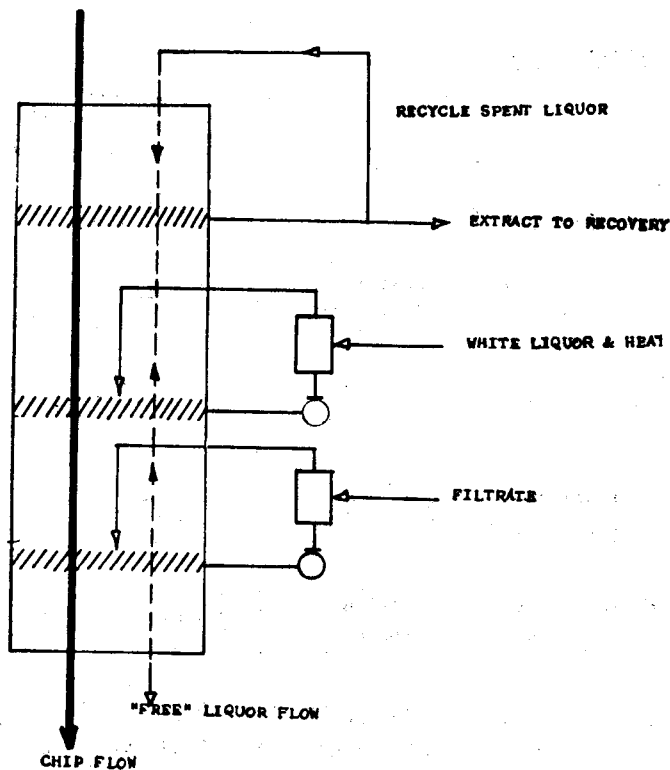 RECYCLE SPENT LIQUOR
EXTRACT TO RECOVERY
WHITE LIQUOR & HEAT
FILTRATE
"FREE" LIQUOR FLOW
CHIP FLOW